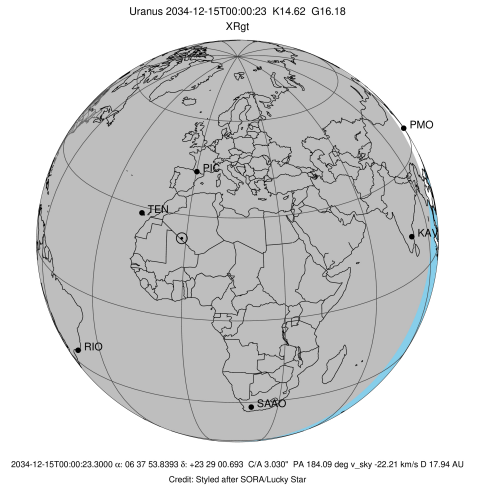 Uranus 2034-12-15T00:00:23 K14.62 G16.18
XRgt
PMO
PIC
TEN
KAV
RIO
SAAO
2034-12-15T00:00:23.3000 α: 06 37 53.8393 δ: +23 29 00.693 C/A 3.030" PA 184.09 deg v_sky -22.21 km/s D 17.94 AU
Credit: Styled after SORA/Lucky Star